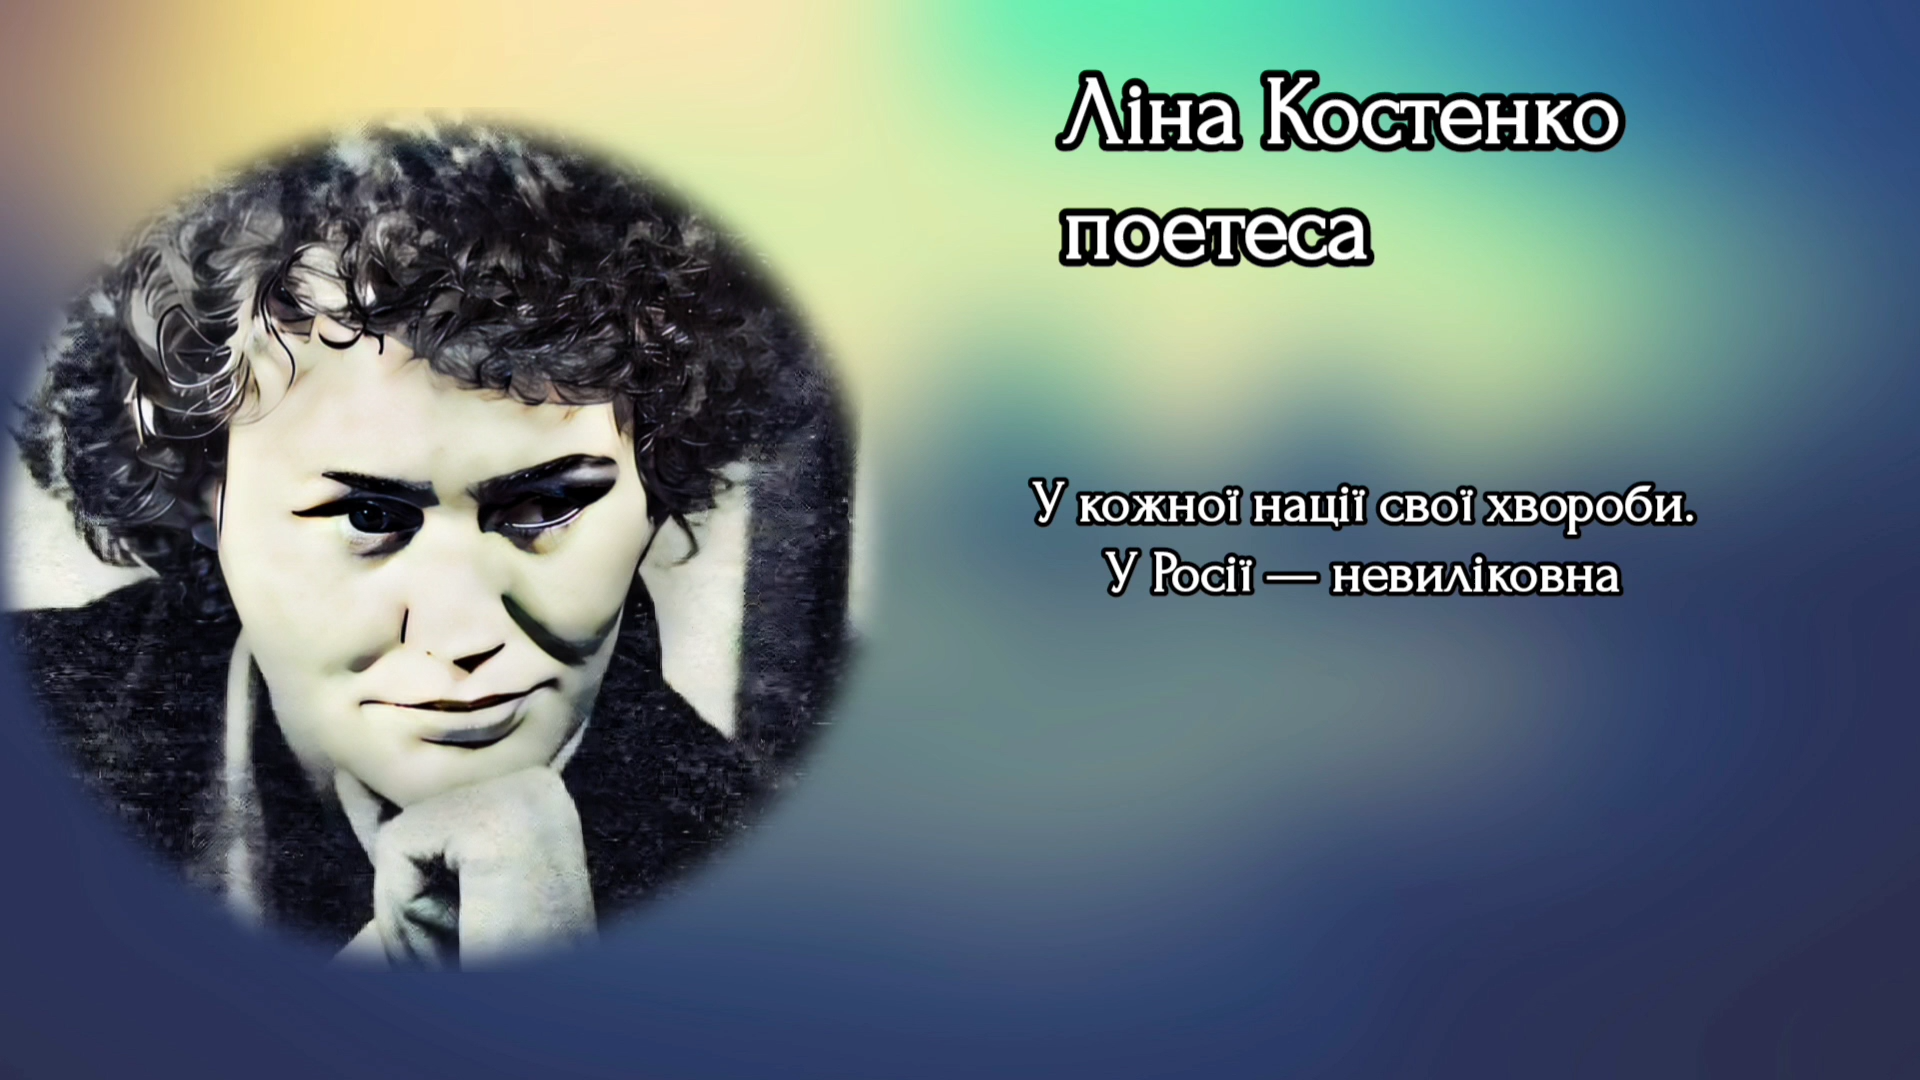 Ліна Костенко
поетеса
У кожної нації свої хвороби.
У Росії — невиліковна